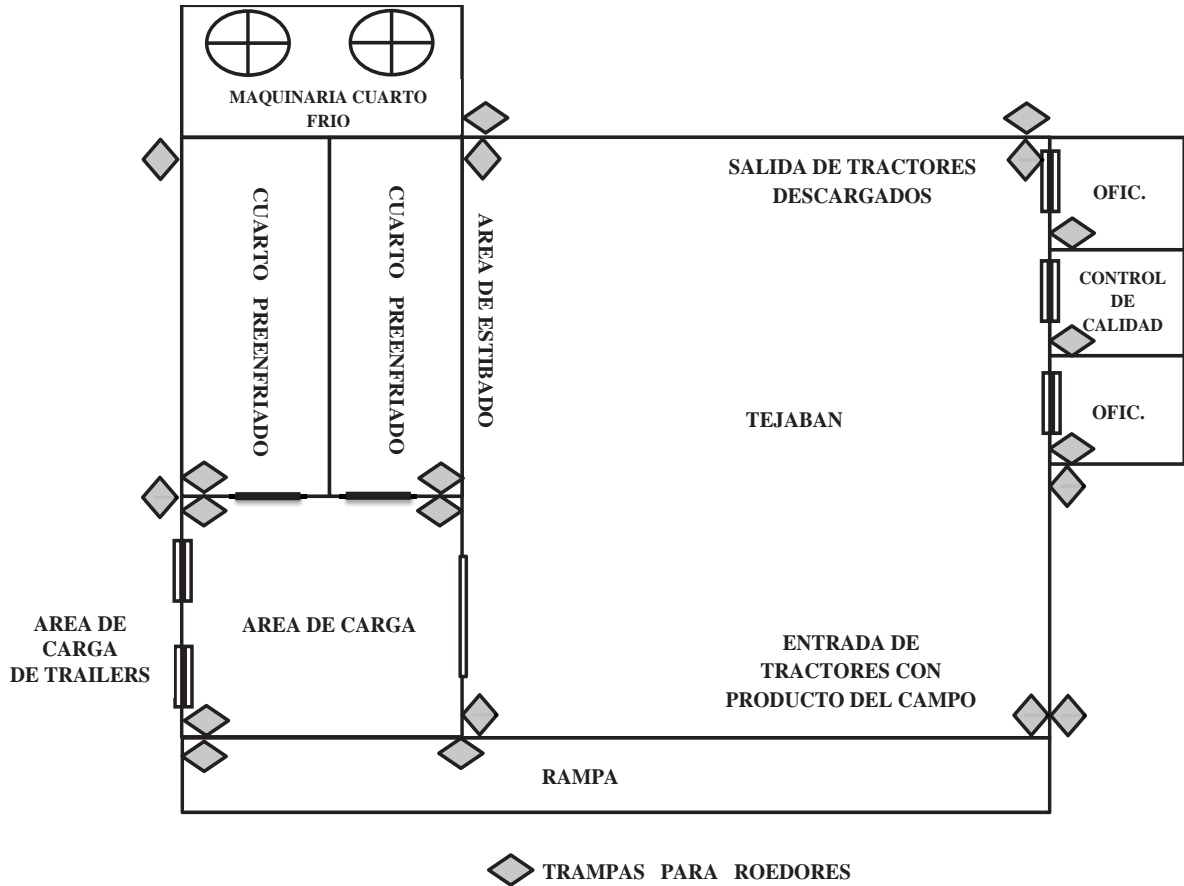 MAQUINARIA CUARTO
FRIO
CUARTO PREENFRIADO
CUARTO PREENFRIADO
AREA DE ESTIBADO
SALIDA DE TRACTORES
DESCARGADOS
OFIC.
CONTROL
DE
CALIDAD
OFIC.
TEJABAN
AREA DE
CARGA
DE TRAILERS
AREA DE CARGA
ENTRADA DE
TRACTORES CON
PRODUCTO DEL CAMPO
RAMPA
TRAMPAS PARA ROEDORES